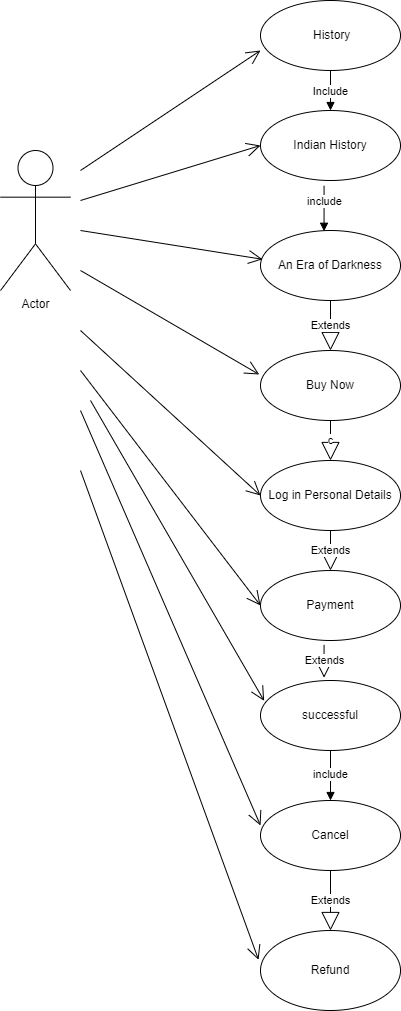 History
Include
Indian History
include
An Era of Darkness
Actor
Extends
Buy Now
c
Log in Personal Details
Extends
Payment
Extends
successful
include
Cancel
Extends
Refund